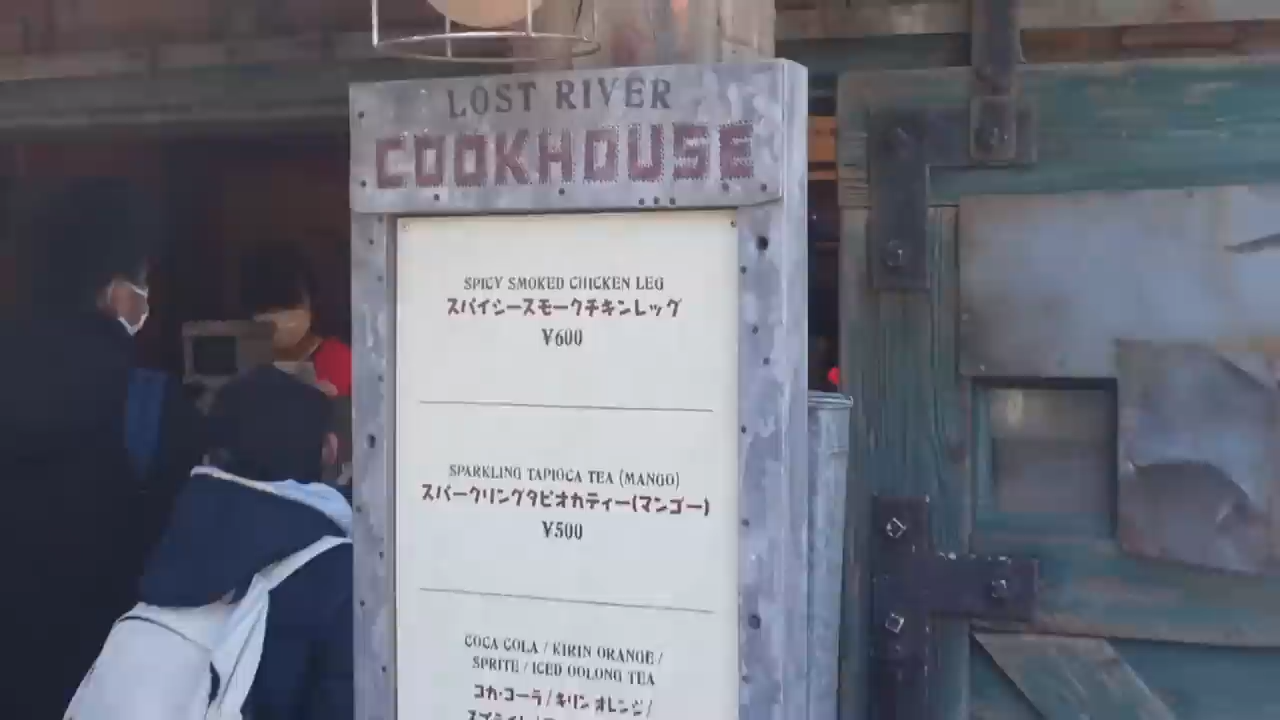 LOST RIVER
COOKHOUSE
SPICY SMOKED CHICKEN LEG
スパイシースモークチキンレッグ
¥600
SPARKLING TAPIOCA TEA (MANGO)
スパークリングタピオカティー(マンゴー)
¥500
COCA COLA / KIRIN ORANGE /
SPRITE / ICED OOLONG TEA
コカ・コーラ / キリン オレンジ /